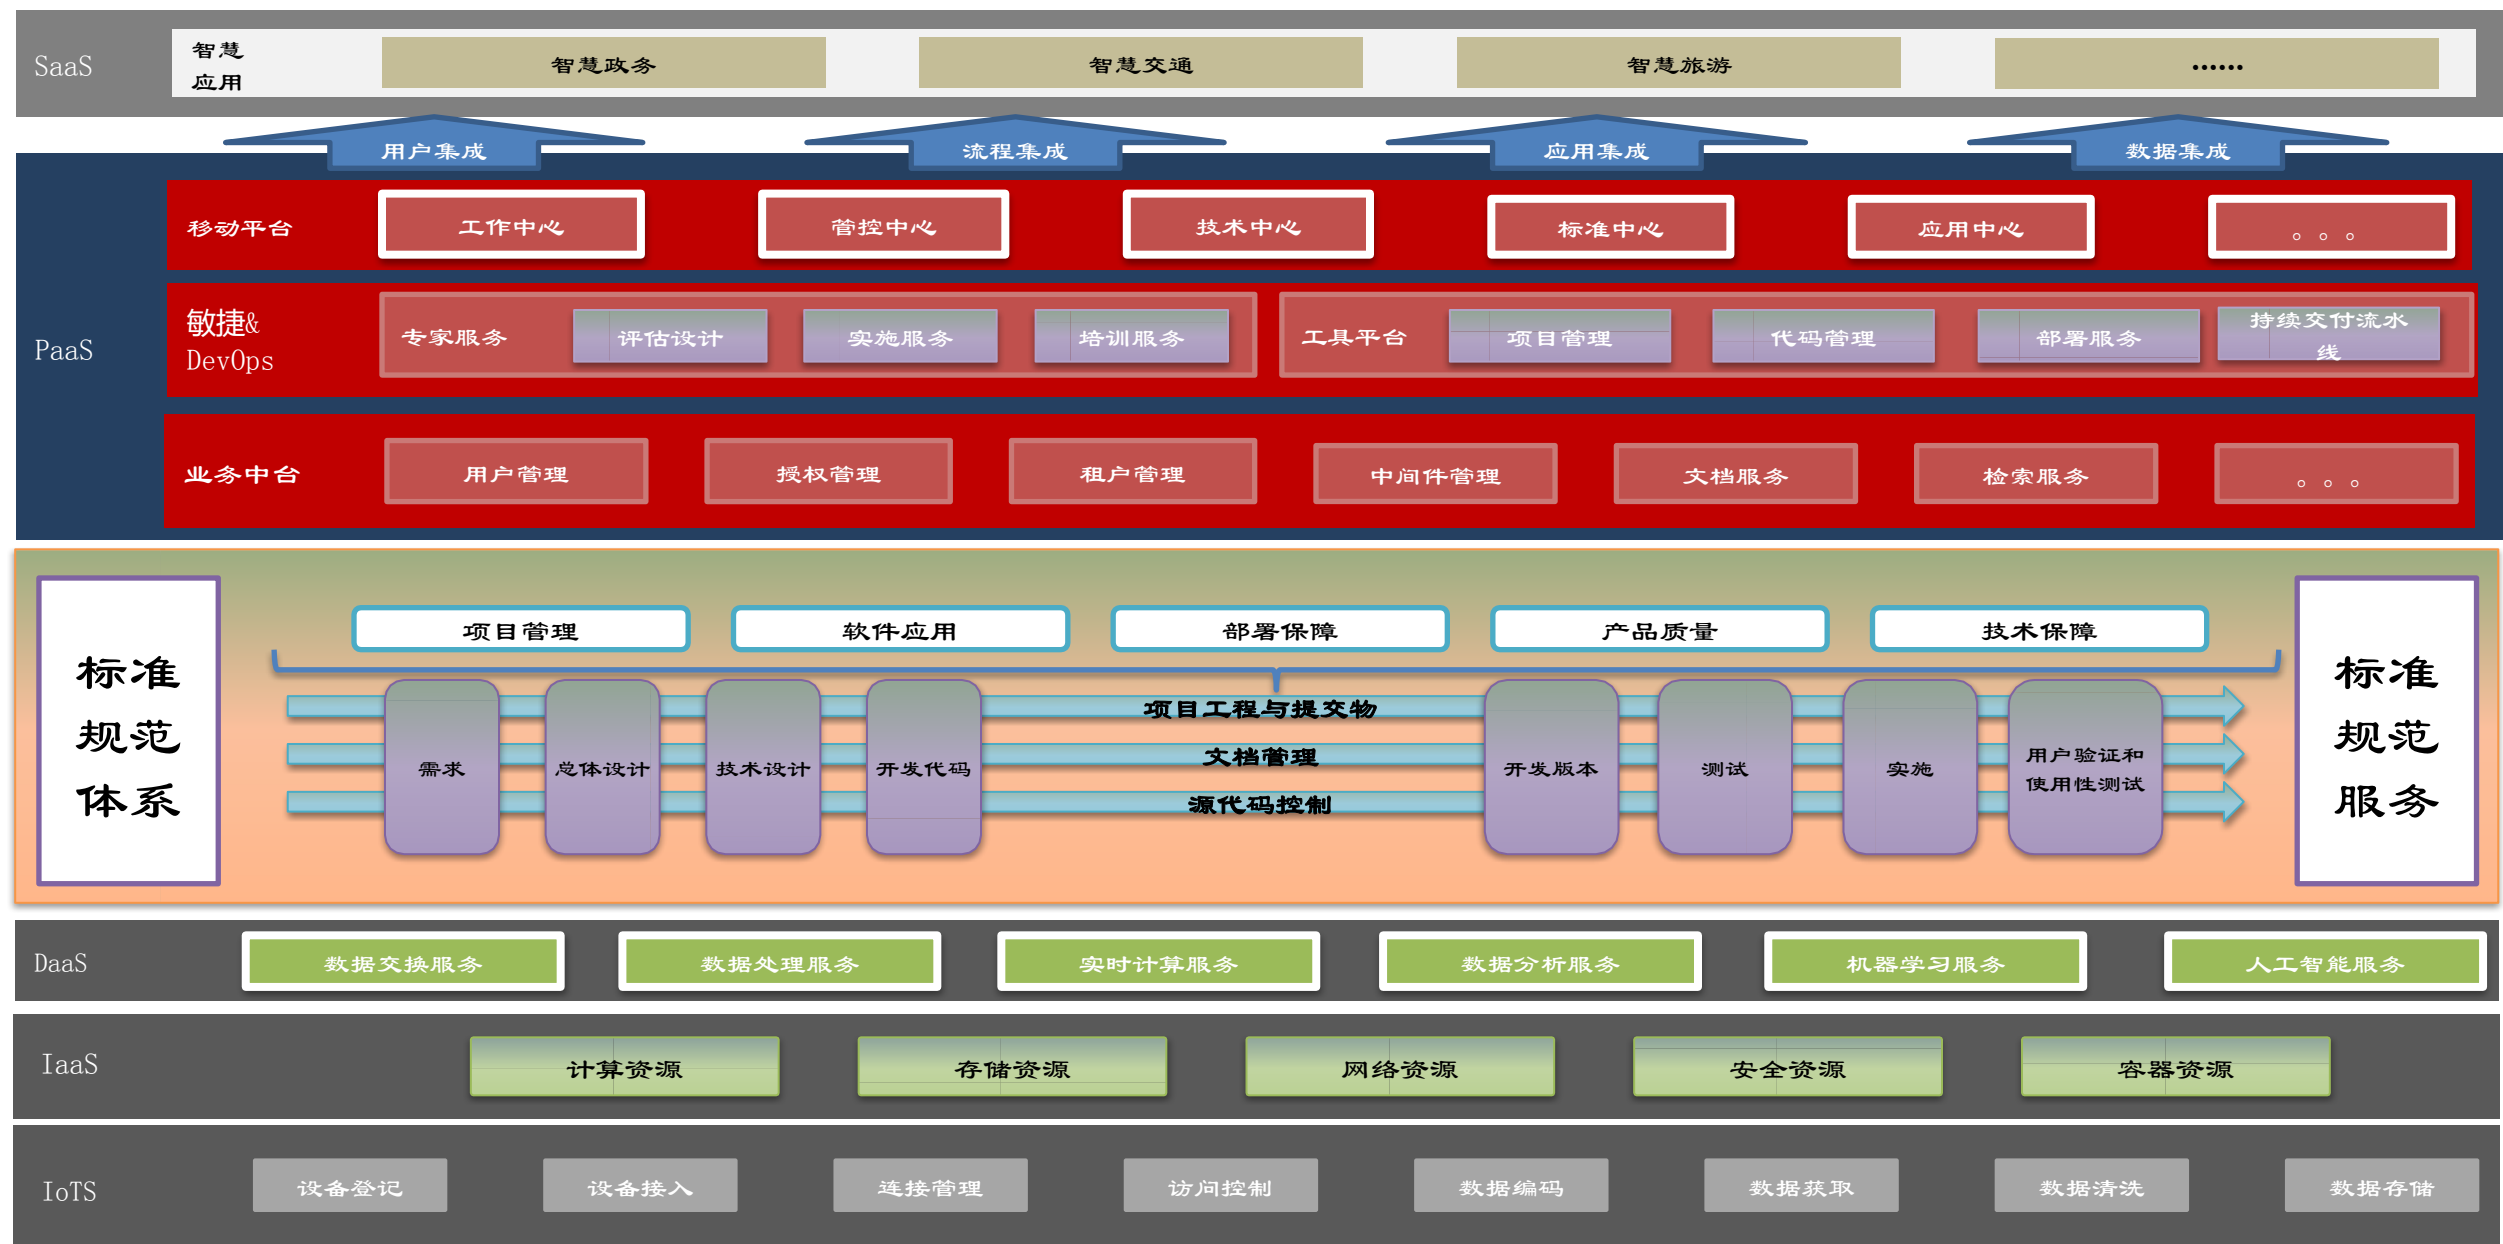 SaaS
智慧
应用
智慧政务
智慧交通
智慧旅游
......
用户集成
流程集成
应用集成
数据集成
PaaS
移动平台
工作中心
管控中心
技术中心
标准中心
应用中心
。。。
敏捷&
DevOps
专家服务
评估设计
实施服务
培训服务
工具平台
项目管理
代码管理
部署服务
持续交付流水
线
业务中台
用户管理
授权管理
租户管理
中间件管理
文档服务
检索服务
。。。
标准
规范
体系
项目管理
软件应用
部署保障
产品质量
技术保障
项目工程与提交物
文档管理
源代码控制
需求
总体设计
技术设计
开发代码
开发版本
测试
实施
用户验证和
使用性测试
标准
规范
服务
DaaS
数据交换服务
数据处理服务
实时计算服务
数据分析服务
机器学习服务
人工智能服务
IaaS
计算资源
存储资源
网络资源
安全资源
容器资源
IoTS
设备登记
设备接入
连接管理
访问控制
数据编码
数据获取
数据清洗
数据存储